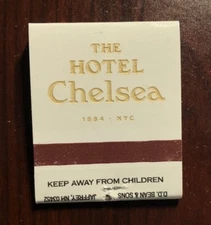 THE
HOTEL
Chelsea
1884 · NYC
KEEP AWAY FROM CHILDREN
D.D. BEAN & SONS
JAFFREY, NH 03452